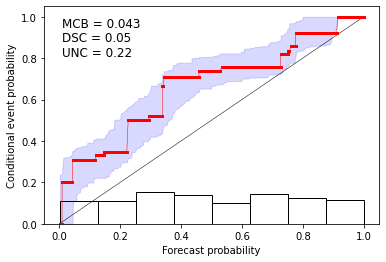 MCB = 0.043
DSC = 0.05
UNC = 0.22
Conditional event probability
1.0
0.8
0.6
0.4
0.2
0.0
0.0 0.2 0.4 0.6 0.8 1.0
Forecast probability